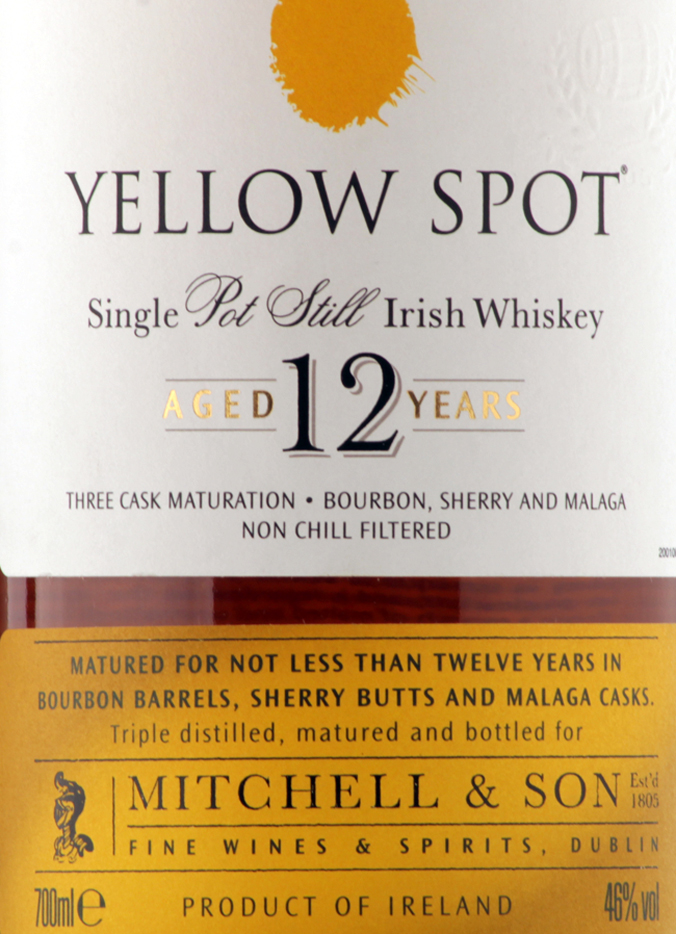 YELLOW SPOT®
Single Pot Still Irish Whiskey
AGED 12 YEARS
THREE CASK MATURATION • BOURBON, SHERRY AND MALAGA
NON CHILL FILTERED
MATURED FOR NOT LESS THAN TWELVE YEARS IN
BOURBON BARRELS, SHERRY BUTTS AND MALAGA CASKS.
Triple distilled, matured and bottled for
MITCHELL & SON Est'd 1805
FINE WINES & SPIRITS, DUBLIN
700ml ℮ PRODUCT OF IRELAND 46% vol